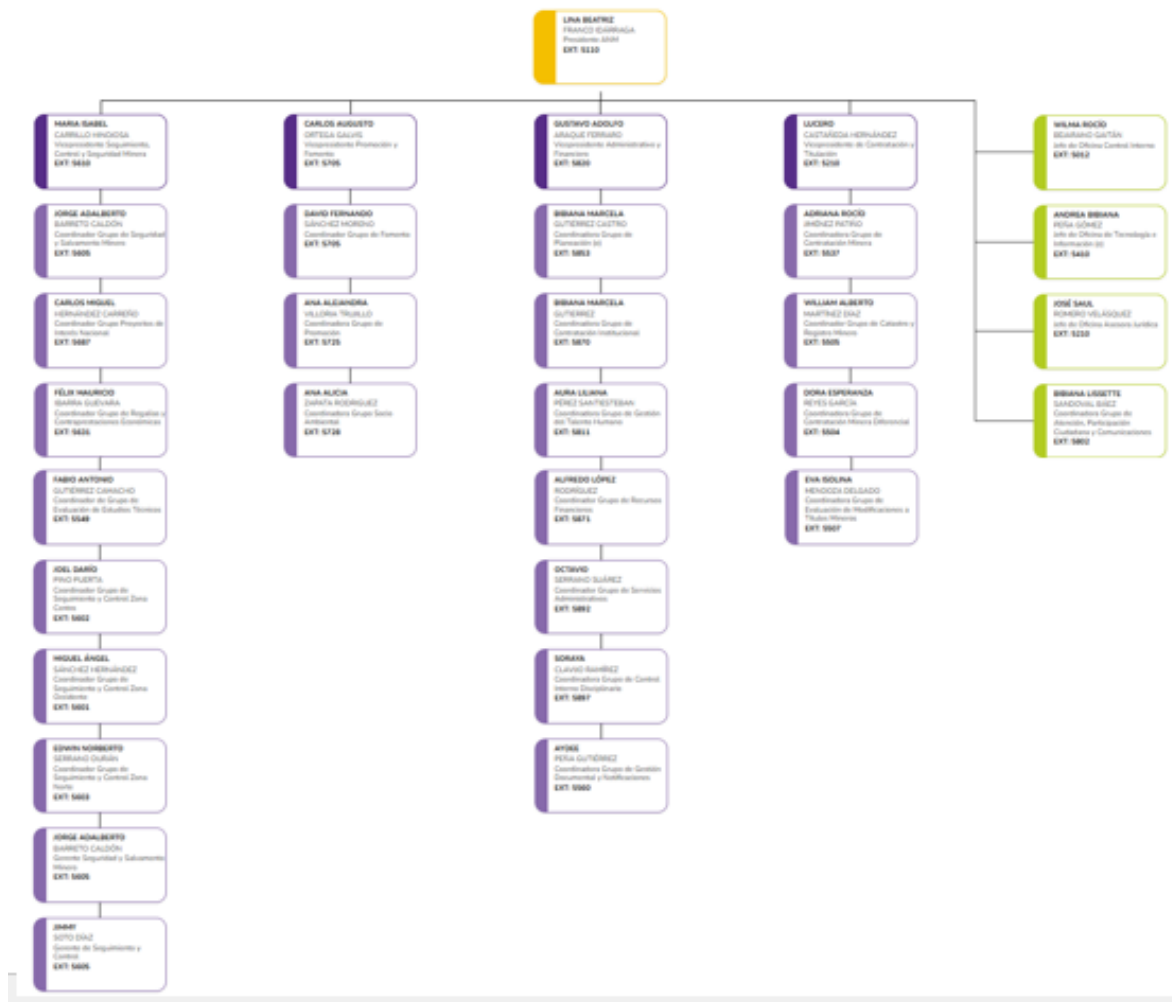 LINA BEATRIZ
FRANCO IDÁRRAGA
Presidente ANM
EXT: 5110
MARIA ISABEL
CARRILLO HINOJOSA
Vicepresidente Seguimiento,
Control y Seguridad Minera
EXT: 5610
JORGE ADALBERTO
BARRETO CALDÓN
Coordinador Grupo de Seguridad
y Salvamento Minero
EXT: 5605
CARLOS MIGUEL
HERNÁNDEZ CARREÑO
Coordinador Grupo Proyectos de
Interés Nacional
EXT: 5687
FÉLIX MAURICIO
IBARRA GUEVARA
Coordinador Grupo de Regalías y
Contraprestaciones Económicas
EXT: 5631
FABIO ANTONIO
GUTIÉRREZ CAMACHO
Coordinador de Grupo de
Evaluación de Estudios Técnicos
EXT: 5549
JOEL DARÍO
PINO PUERTA
Coordinador Grupo de
Seguimiento y Control Zona
Centro
EXT: 5602
MIGUEL ÁNGEL
SÁNCHEZ HERNÁNDEZ
Coordinador Grupo de
Seguimiento y Control Zona
Occidente
EXT: 5601
EDWIN NORBERTO
SERRANO DURÁN
Coordinador Grupo de
Seguimiento y Control Zona
Norte
EXT: 5603
JORGE ADALBERTO
BARRETO CALDÓN
Gerente Seguridad y Salvamento
Minero
EXT: 5605
JIMMY
SOTO DÍAZ
Gerente de Seguimiento y
Control
EXT: 5605
CARLOS AUGUSTO
ORTEGA GALVIS
Vicepresidente Promoción y
Fomento
EXT: 5705
DAVID FERNANDO
SÁNCHEZ MORENO
Coordinador Grupo de Fomento
EXT: 5705
ANA ALEJANDRA
VILLORIA TRUJILLO
Coordinadora Grupo de
Promoción
EXT: 5725
ANA ALICIA
ZAPATA RODRÍGUEZ
Coordinadora Grupo Socio
Ambiental
EXT: 5728
GUSTAVO ADOLFO
ARAQUE FERRARO
Vicepresidente Administrativo y
Financiero
EXT: 5820
BIBIANA MARCELA
GUTIÉRREZ CASTRO
Coordinadora Grupo de
Planeación (e)
EXT: 5853
BIBIANA MARCELA
GUTIERREZ
Coordinadora Grupo de
Contratación Institucional
EXT: 5870
AURA LILIANA
PÉREZ SANTIESTEBAN
Coordinadora Grupo de Gestión
del Talento Humano
EXT: 5811
ALFREDO LÓPEZ
RODRÍGUEZ
Coordinador Grupo de Recursos
Financieros
EXT: 5871
OCTAVIO
SERRANO SUÁREZ
Coordinador Grupo de Servicios
Administrativos
EXT: 5882
SORAYA
CLAVIJO RAMÍREZ
Coordinadora Grupo de Control
Interno Disciplinario
EXT: 5897
AYDEE
PEÑA GUTIÉRREZ
Coordinadora Grupo de Gestión
Documental y Notificaciones
EXT: 5560
LUCERO
CASTAÑEDA HERNÁNDEZ
Vicepresidente de Contratación y
Titulación
EXT: 5210
ADRIANA ROCÍO
JIMÉNEZ PATIÑO
Coordinadora Grupo de
Contratación Minera
EXT: 5537
WILLIAM ALBERTO
MARTÍNEZ DÍAZ
Coordinador Grupo de Catastro y
Registro Minero
EXT: 5505
DORA ESPERANZA
REYES GARCÍA
Coordinadora Grupo de
Contratación Minera Diferencial
EXT: 5504
EVA ISOLINA
MENDOZA DELGADO
Coordinadora Grupo de
Evaluación de Modificaciones a
Títulos Mineros
EXT: 5507
WILMA ROCÍO
BEJARANO GAITÁN
Jefe de Oficina Control Interno
EXT: 5012
ANDREA BIBIANA
PEÑA GÓMEZ
Jefe de Oficina de Tecnología e
Información (e)
EXT: 5410
JOSÉ SAUL
ROMERO VELÁSQUEZ
Jefe de Oficina Asesora Jurídica
EXT: 5210
BIBIANA LISSETTE
SANDOVAL BÁEZ
Coordinadora Grupo de
Atención, Participación
Ciudadana y Comunicaciones
EXT: 5802